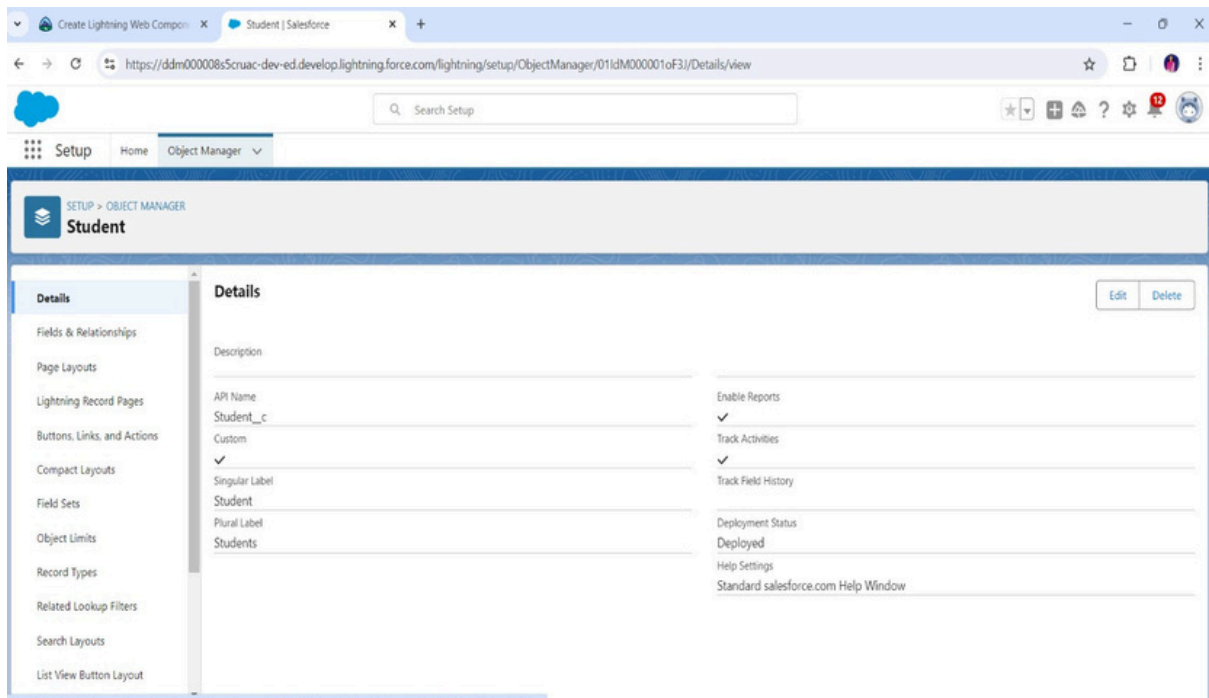 Create Lightning Web Compon
Student | Salesforce
https://ddm000008s5cruac-dev-ed.develop.lightning.force.com/lightning/setup/ObjectManager/01IdM000001oF3J/Details/view
Search Setup
12
Setup Home Object Manager
SETUP > OBJECT MANAGER
Student
Details
Fields & Relationships
Page Layouts
Lightning Record Pages
Buttons, Links, and Actions
Compact Layouts
Field Sets
Object Limits
Record Types
Related Lookup Filters
Search Layouts
List View Button Layout
Details
Edit Delete
Description
API Name
Student__c
Custom
Singular Label
Student
Plural Label
Students
Enable Reports
Track Activities
Track Field History
Deployment Status
Deployed
Help Settings
Standard salesforce.com Help Window